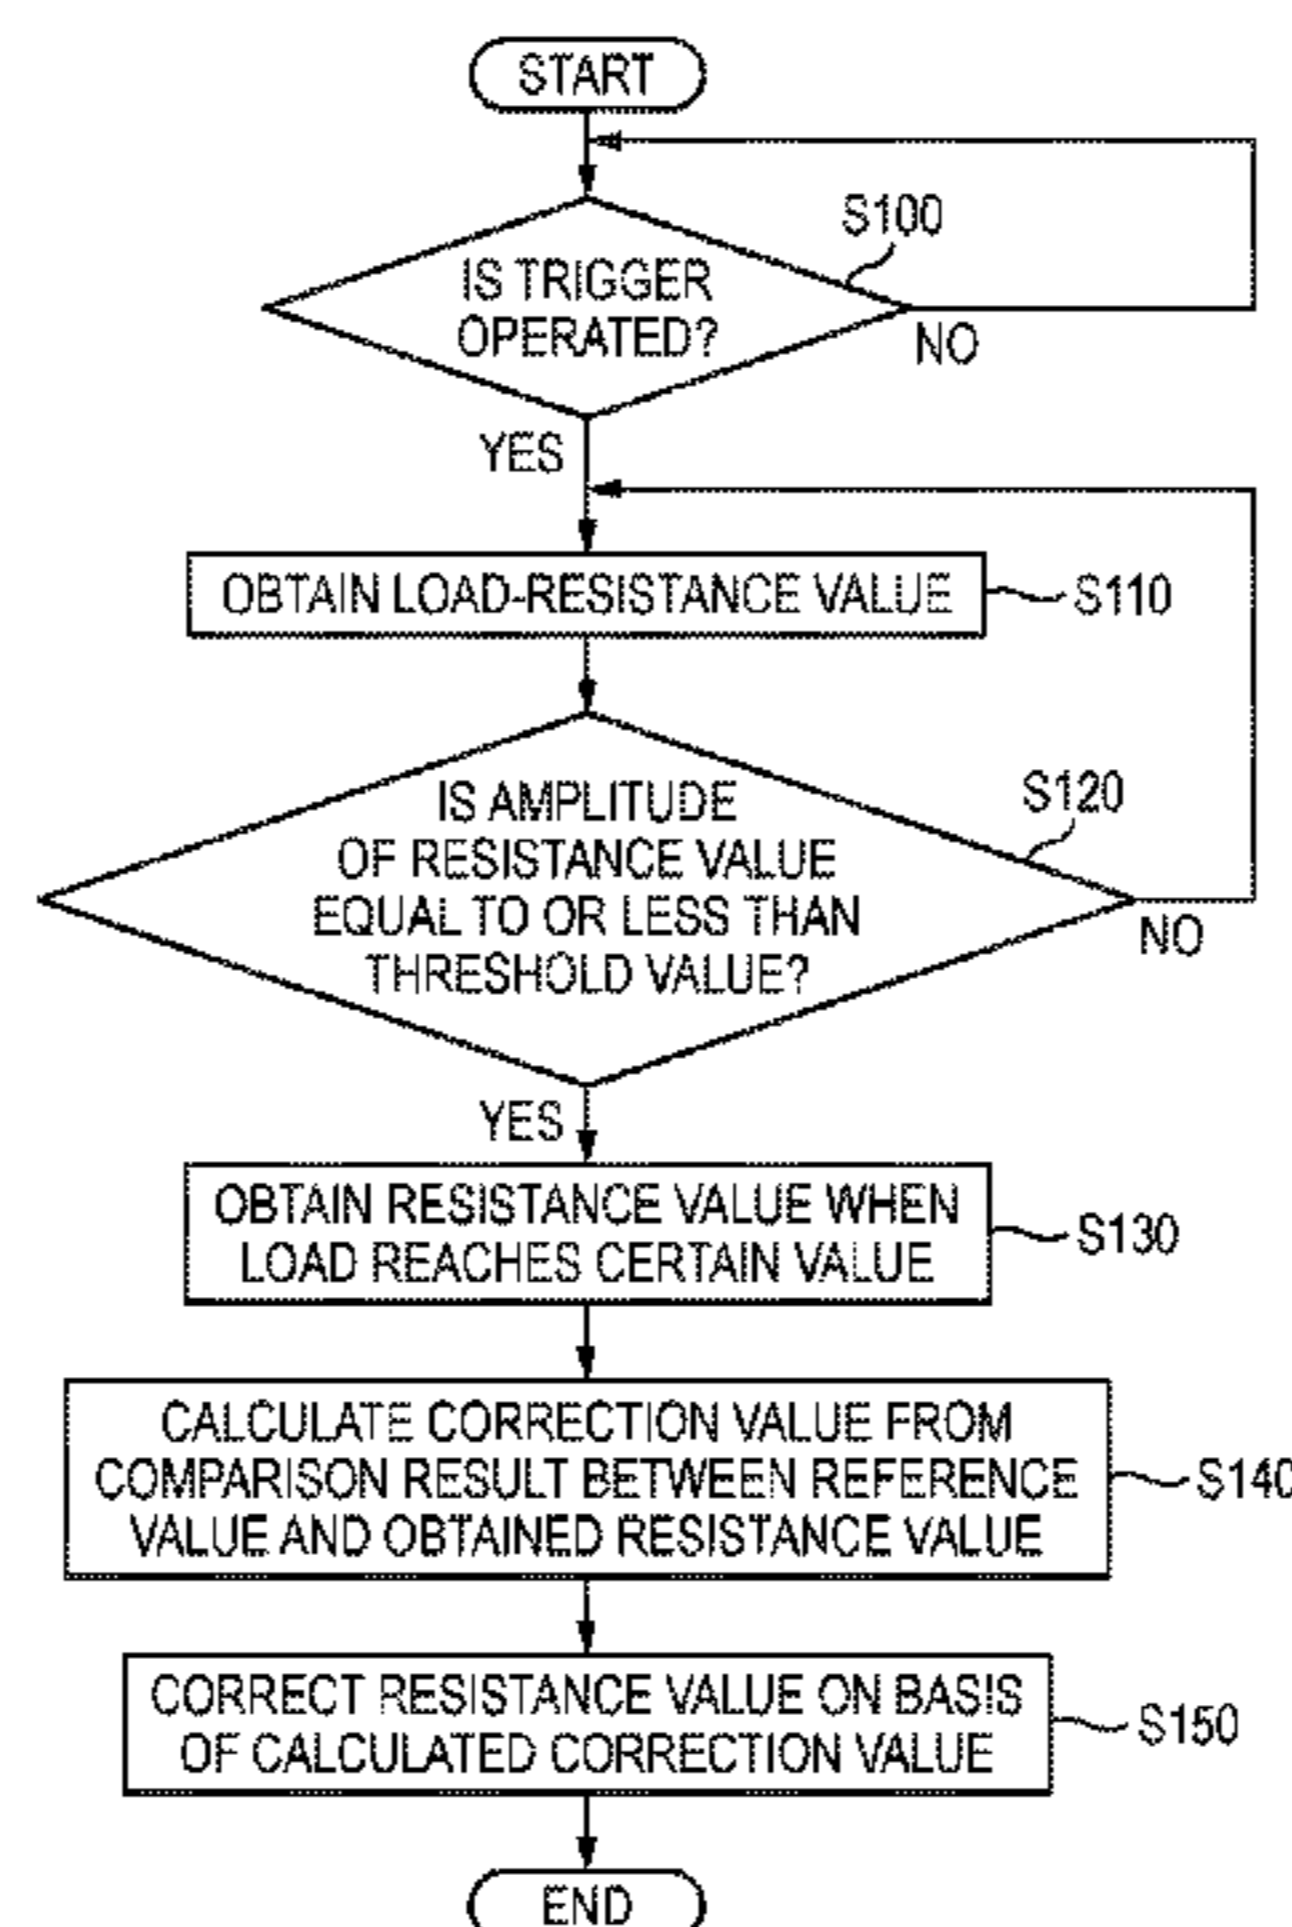 START
S100
IS TRIGGER
OPERATED?
NO
YES
OBTAIN LOAD-RESISTANCE VALUE
S110
S120
IS AMPLITUDE
OF RESISTANCE VALUE
EQUAL TO OR LESS THAN
THRESHOLD VALUE?
NO
YES
OBTAIN RESISTANCE VALUE WHEN
LOAD REACHES CERTAIN VALUE
S130
CALCULATE CORRECTION VALUE FROM
COMPARISON RESULT BETWEEN REFERENCE
VALUE AND OBTAINED RESISTANCE VALUE
S140
CORRECT RESISTANCE VALUE ON BASIS
OF CALCULATED CORRECTION VALUE
S150
END